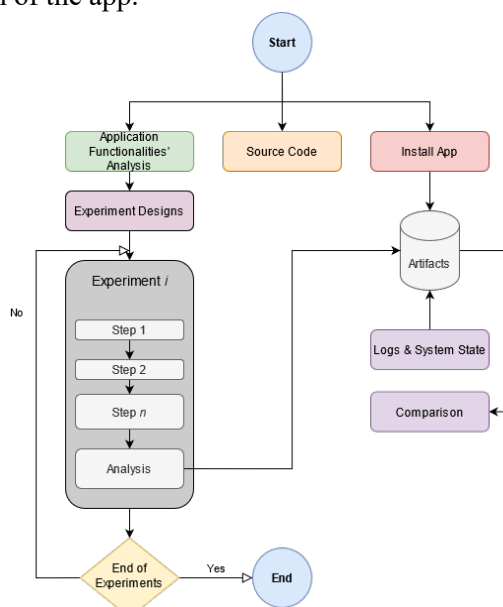 n of the app.
Start
Application
Functionalities'
Analysis
Source Code
Install App
Experiment Designs
Artifacts
Experiment i
No
Step 1
Step 2
Step n
Logs & System State
Comparison
Analysis
End of
Experiments
Yes
End